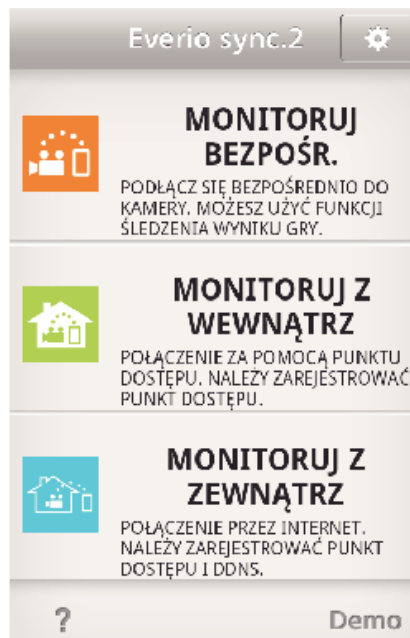 Everio sync.2
MONITORUJ
BEZPOŚR.
PODŁĄCZ SIĘ BEZPOŚREDNIO DO
KAMERY. MOŻESZ UŻYĆ FUNKCJI
ŚLEDZENIA WYNIKU GRY.
MONITORUJ Z
WEWNĄTRZ
POŁĄCZENIE ZA POMOCĄ PUNKTU
DOSTĘPU. NALEŻY ZAREJESTROWAĆ
PUNKT DOSTĘPU.
MONITORUJ Z
ZEWNĄTRZ
POŁĄCZENIE PRZEZ INTERNET.
NALEŻY ZAREJESTROWAĆ PUNKT
DOSTĘPU I DDNS.
? Demo